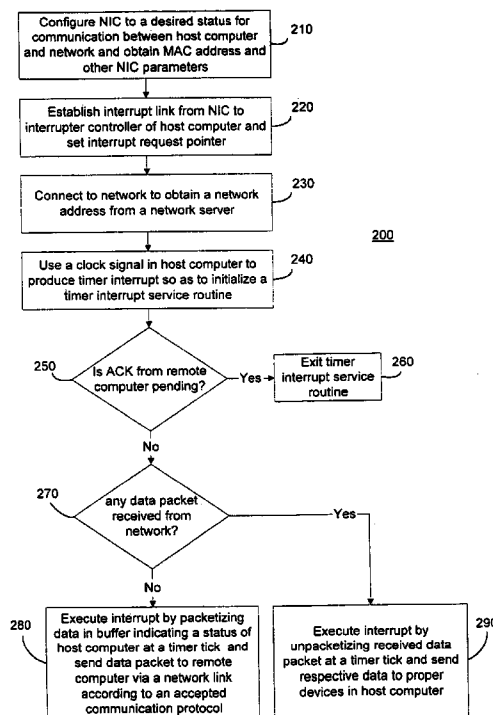 Configure NIC to a desired status for
communication between host computer
and network and obtain MAC address and
other NIC parameters
210
Establish interrupt link from NIC to
interrupter controller of host computer and
set interrupt request pointer
220
Connect to network to obtain a network
address from a network server
230
200
Use a clock signal in host computer to
produce timer interrupt so as to initialize a
timer interrupt service routine
240
250
Is ACK from remote
computer pending?
Yes
Exit timer
interrupt service
routine
260
No
270
any data packet
received from
network?
Yes
No
280
Execute interrupt by packetizing
data in buffer indicating a status of
host computer at a timer tick and
send data packet to remote
computer via a network link
according to an accepted
communication protocol
290
Execute interrupt by
unpacketizing received data
packet at a timer tick and send
respective data to proper
devices in host computer